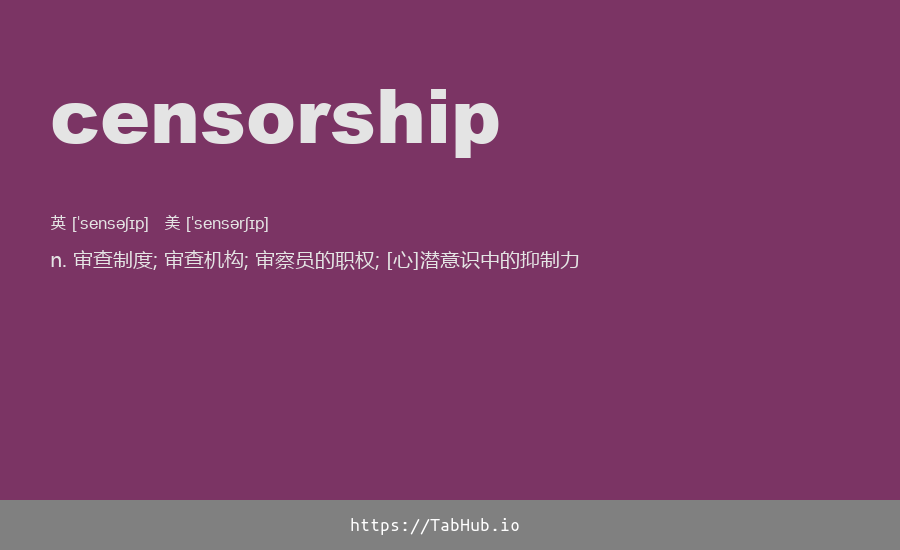 censorship
英 [ˈsensəʃɪp] 美 [ˈsensərʃɪp]
n. 审查制度; 审查机构; 审察员的职权; [心]潜意识中的抑制力
https://TabHub.io